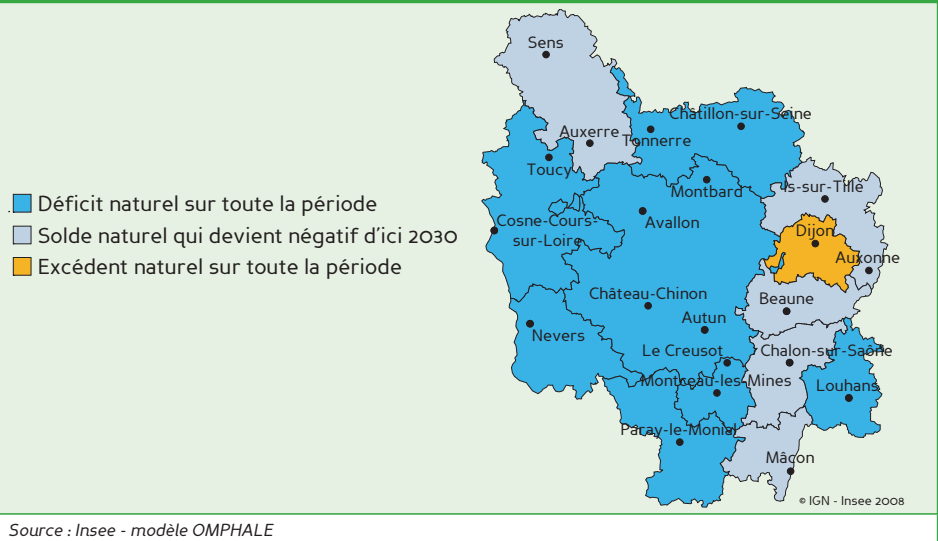 Sens
Châtillon-sur-Seine
Auxerre
Tonnerre
Toucy
Montbard
Is-sur-Tille
Déficit naturel sur toute la période
Avallon
Cosne-Cours-
sur-Loire
Solde naturel qui devient négatif d'ici 2030
Dijon
Auxonne
Excédent naturel sur toute la période
Château-Chinon
Beaune
Autun
Nevers
Le Creusot
Chalon-sur-Saône
Montceau-les-Mines
Louhans
Paray-le-Monial
Mâcon
© IGN - Insee 2008
Source : Insee - modèle OMPHALE